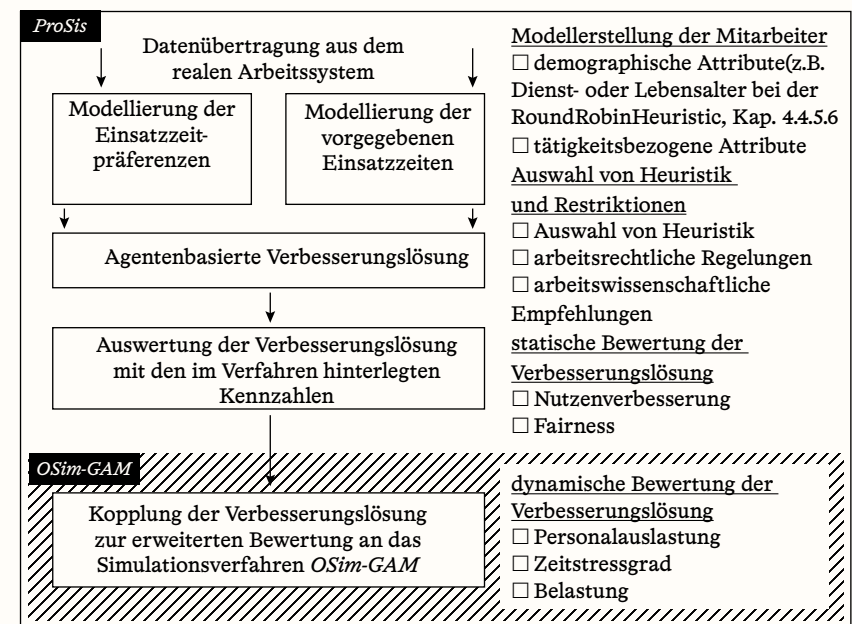 ProSis
Datenübertragung aus dem
realen Arbeitssystem
Modellierung der
Einsatzzeit-
präferenzen
Modellierung der
vorgegebenen
Einsatzzeiten
Agentenbasierte Verbesserungslösung
Auswertung der Verbesserungslösung
mit den im Verfahren hinterlegten
Kennzahlen
Modellerstellung der Mitarbeiter
☐ demographische Attribute(z.B.
Dienst- oder Lebensalter bei der
RoundRobinHeuristic, Kap. 4.4.5.6
☐ tätigkeitsbezogene Attribute
Auswahl von Heuristik
und Restriktionen
☐ Auswahl von Heuristik
☐ arbeitsrechtliche Regelungen
☐ arbeitswissenschaftliche
Empfehlungen
statische Bewertung der
Verbesserungslösung
☐ Nutzenverbesserung
☐ Fairness
OSim-GAM
Kopplung der Verbesserungslösung
zur erweiterten Bewertung an das
Simulationsverfahren OSim-GAM
dynamische Bewertung der
Verbesserungslösung
☐ Personalauslastung
☐ Zeitstressgrad
☐ Belastung